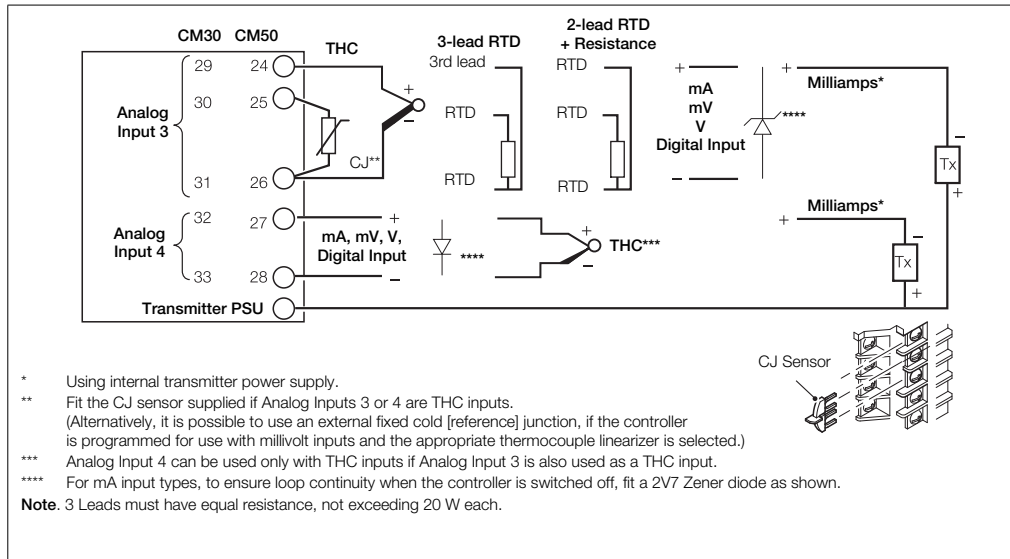 CM30 CM50 THC 3-lead RTD 2-lead RTD
+ Resistance
3rd lead RTD
29 24 + + + Milliamps*
30 25 Analog
Input 3
RTD RTD mA
mV
V
Digital Input
****
− − Tx
CJ**
31 26 RTD RTD − +
Milliamps*
32 27 + + + −
Analog
Input 4
mA, mV, V,
Digital Input
**** THC***
− Tx
33 28 − +
Transmitter PSU
CJ Sensor
* Using internal transmitter power supply.
** Fit the CJ sensor supplied if Analog Inputs 3 or 4 are THC inputs.
(Alternatively, it is possible to use an external fixed cold [reference] junction, if the controller
is programmed for use with millivolt inputs and the appropriate thermocouple linearizer is selected.)
*** Analog Input 4 can be used only with THC inputs if Analog Input 3 is also used as a THC input.
**** For mA input types, to ensure loop continuity when the controller is switched off, fit a 2V7 Zener diode as shown.
Note. 3 Leads must have equal resistance, not exceeding 20 W each.